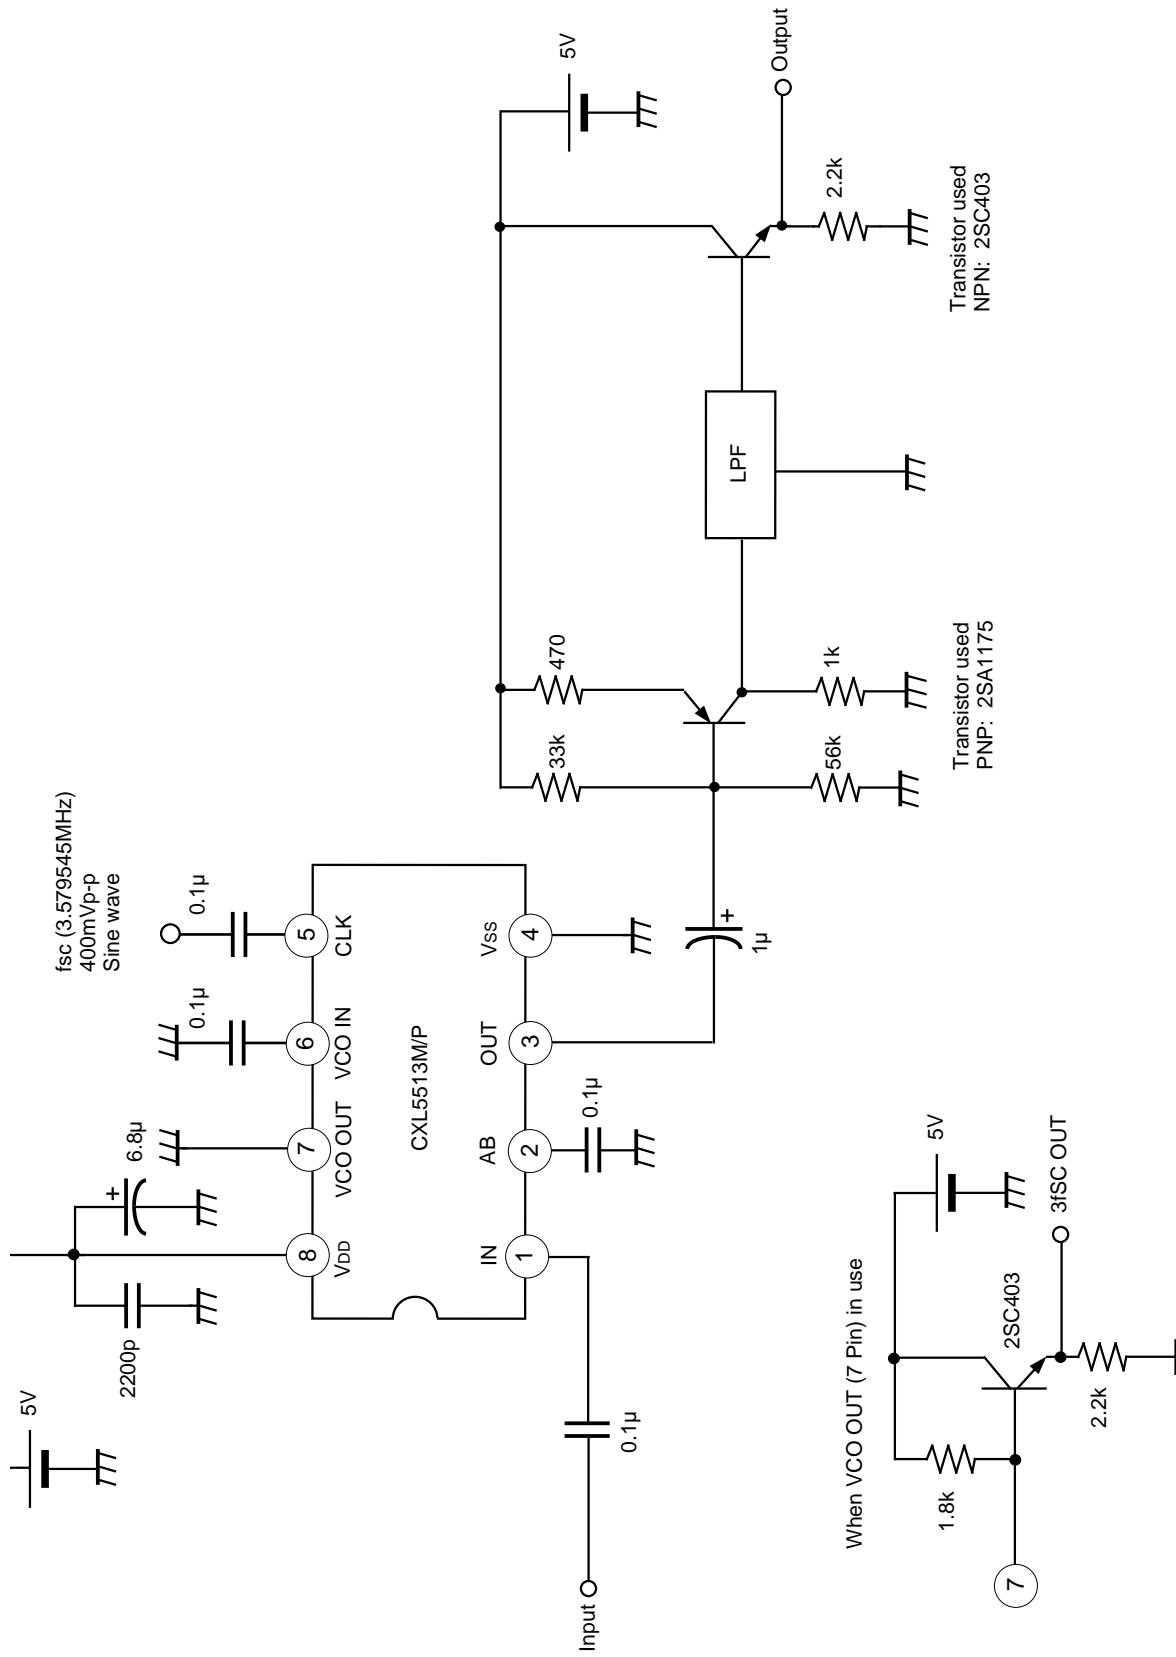 5V
2200p
+
6.8µ
0.1µ
fsc (3.579545MHz)
400mVp-p
Sine wave
0.1µ
8
7
6
5
VDD
VCO OUT
VCO IN
CLK
CXL5513M/P
IN
AB
OUT
VSS
1
2
3
4
Input
0.1µ
0.1µ
+
1µ
33k
470
5V
56k
1k
LPF
2.2k
Output
Transistor used
PNP: 2SA1175
Transistor used
NPN: 2SC403
When VCO OUT (7 Pin) in use
5V
1.8k
2SC403
7
3fSC OUT
2.2k